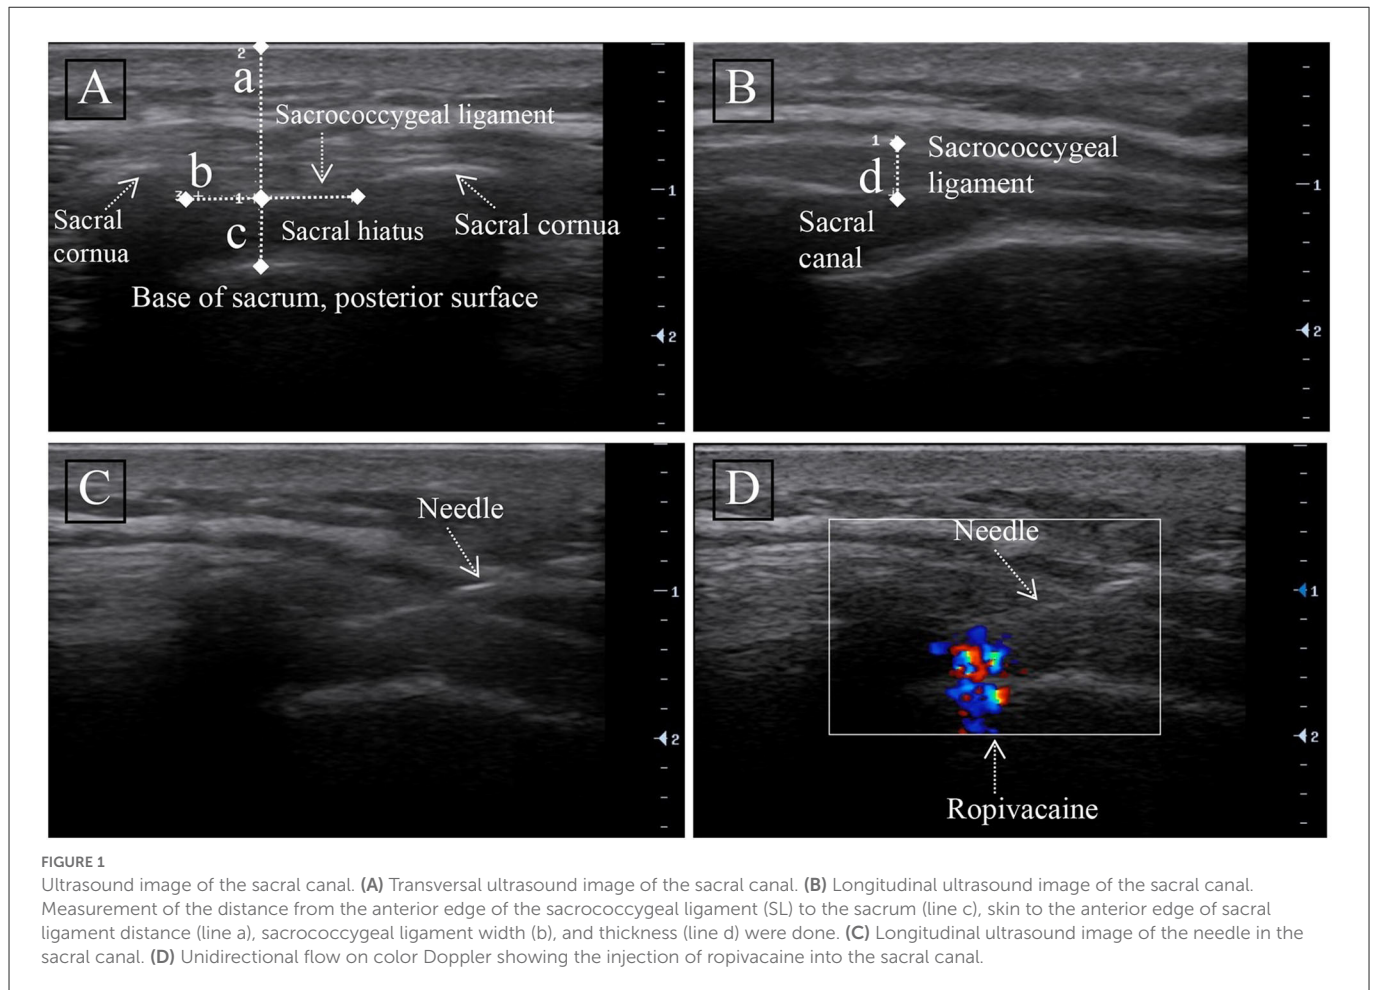 A
2
a
Sacrococcygeal ligament
b
3
1
1
Sacral
cornua
c
Sacral hiatus
Sacral cornua
Base of sacrum, posterior surface
2
B
1
Sacrococcygeal
ligament
d
1
Sacral
canal
2
C
Needle
1
2
D
Needle
1
2
Ropivacaine
FIGURE 1
Ultrasound image of the sacral canal. (A) Transversal ultrasound image of the sacral canal. (B) Longitudinal ultrasound image of the sacral canal.
Measurement of the distance from the anterior edge of the sacrococcygeal ligament (SL) to the sacrum (line c), skin to the anterior edge of sacral
ligament distance (line a), sacrococcygeal ligament width (b), and thickness (line d) were done. (C) Longitudinal ultrasound image of the needle in the
sacral canal. (D) Unidirectional flow on color Doppler showing the injection of ropivacaine into the sacral canal.